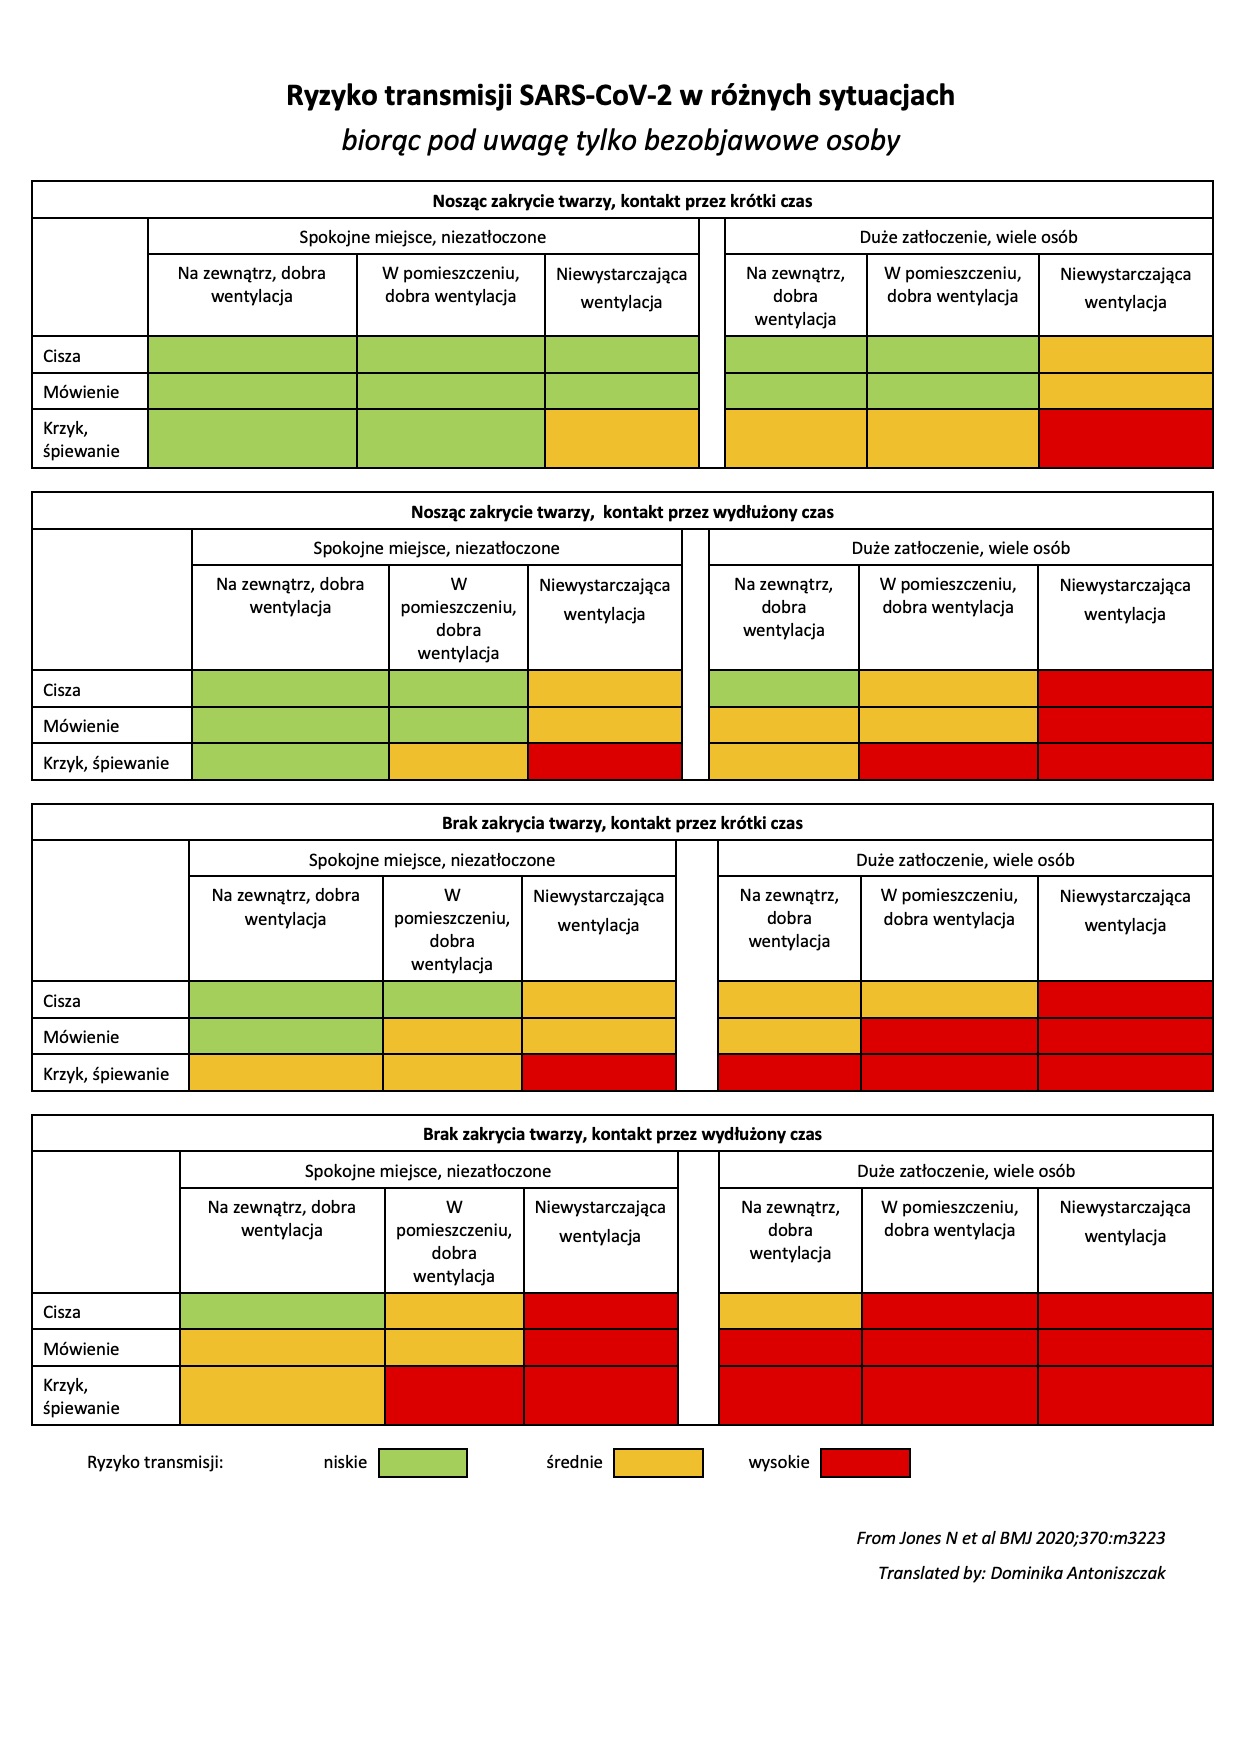 Ryzyko transmisji SARS-CoV-2 w różnych sytuacjach
biorąc pod uwagę tylko bezobjawowe osoby
Nosząc zakrycie twarzy, kontakt przez krótki czas
Spokojne miejsce, niezatłoczone
Duże zatłoczenie, wiele osób
Na zewnątrz, dobra
wentylacja
W pomieszczeniu,
dobra wentylacja
Niewystarczająca
wentylacja
Na zewnątrz,
dobra
wentylacja
W pomieszczeniu,
dobra wentylacja
Niewystarczająca
wentylacja
Cisza
Mówienie
Krzyk,
śpiewanie
Nosząc zakrycie twarzy,  kontakt przez wydłużony czas
Spokojne miejsce, niezatłoczone
Duże zatłoczenie, wiele osób
Na zewnątrz, dobra
wentylacja
W
pomieszczeniu,
dobra
wentylacja
Niewystarczająca
wentylacja
Na zewnątrz,
dobra
wentylacja
W pomieszczeniu,
dobra wentylacja
Niewystarczająca
wentylacja
Cisza
Mówienie
Krzyk, śpiewanie
Brak zakrycia twarzy, kontakt przez krótki czas
Spokojne miejsce, niezatłoczone
Duże zatłoczenie, wiele osób
Na zewnątrz, dobra
wentylacja
W
pomieszczeniu,
dobra
wentylacja
Niewystarczająca
wentylacja
Na zewnątrz,
dobra
wentylacja
W pomieszczeniu,
dobra wentylacja
Niewystarczająca
wentylacja
Cisza
Mówienie
Krzyk, śpiewanie
Brak zakrycia twarzy, kontakt przez wydłużony czas
Spokojne miejsce, niezatłoczone
Duże zatłoczenie, wiele osób
Na zewnątrz, dobra
wentylacja
W
pomieszczeniu,
dobra
wentylacja
Niewystarczająca
wentylacja
Na zewnątrz,
dobra
wentylacja
W pomieszczeniu,
dobra wentylacja
Niewystarczająca
wentylacja
Cisza
Mówienie
Krzyk,
śpiewanie
Ryzyko transmisji: niskie średnie wysokie
From Jones N et al BMJ 2020;370:m3223
Translated by: Dominika Antoniszczak